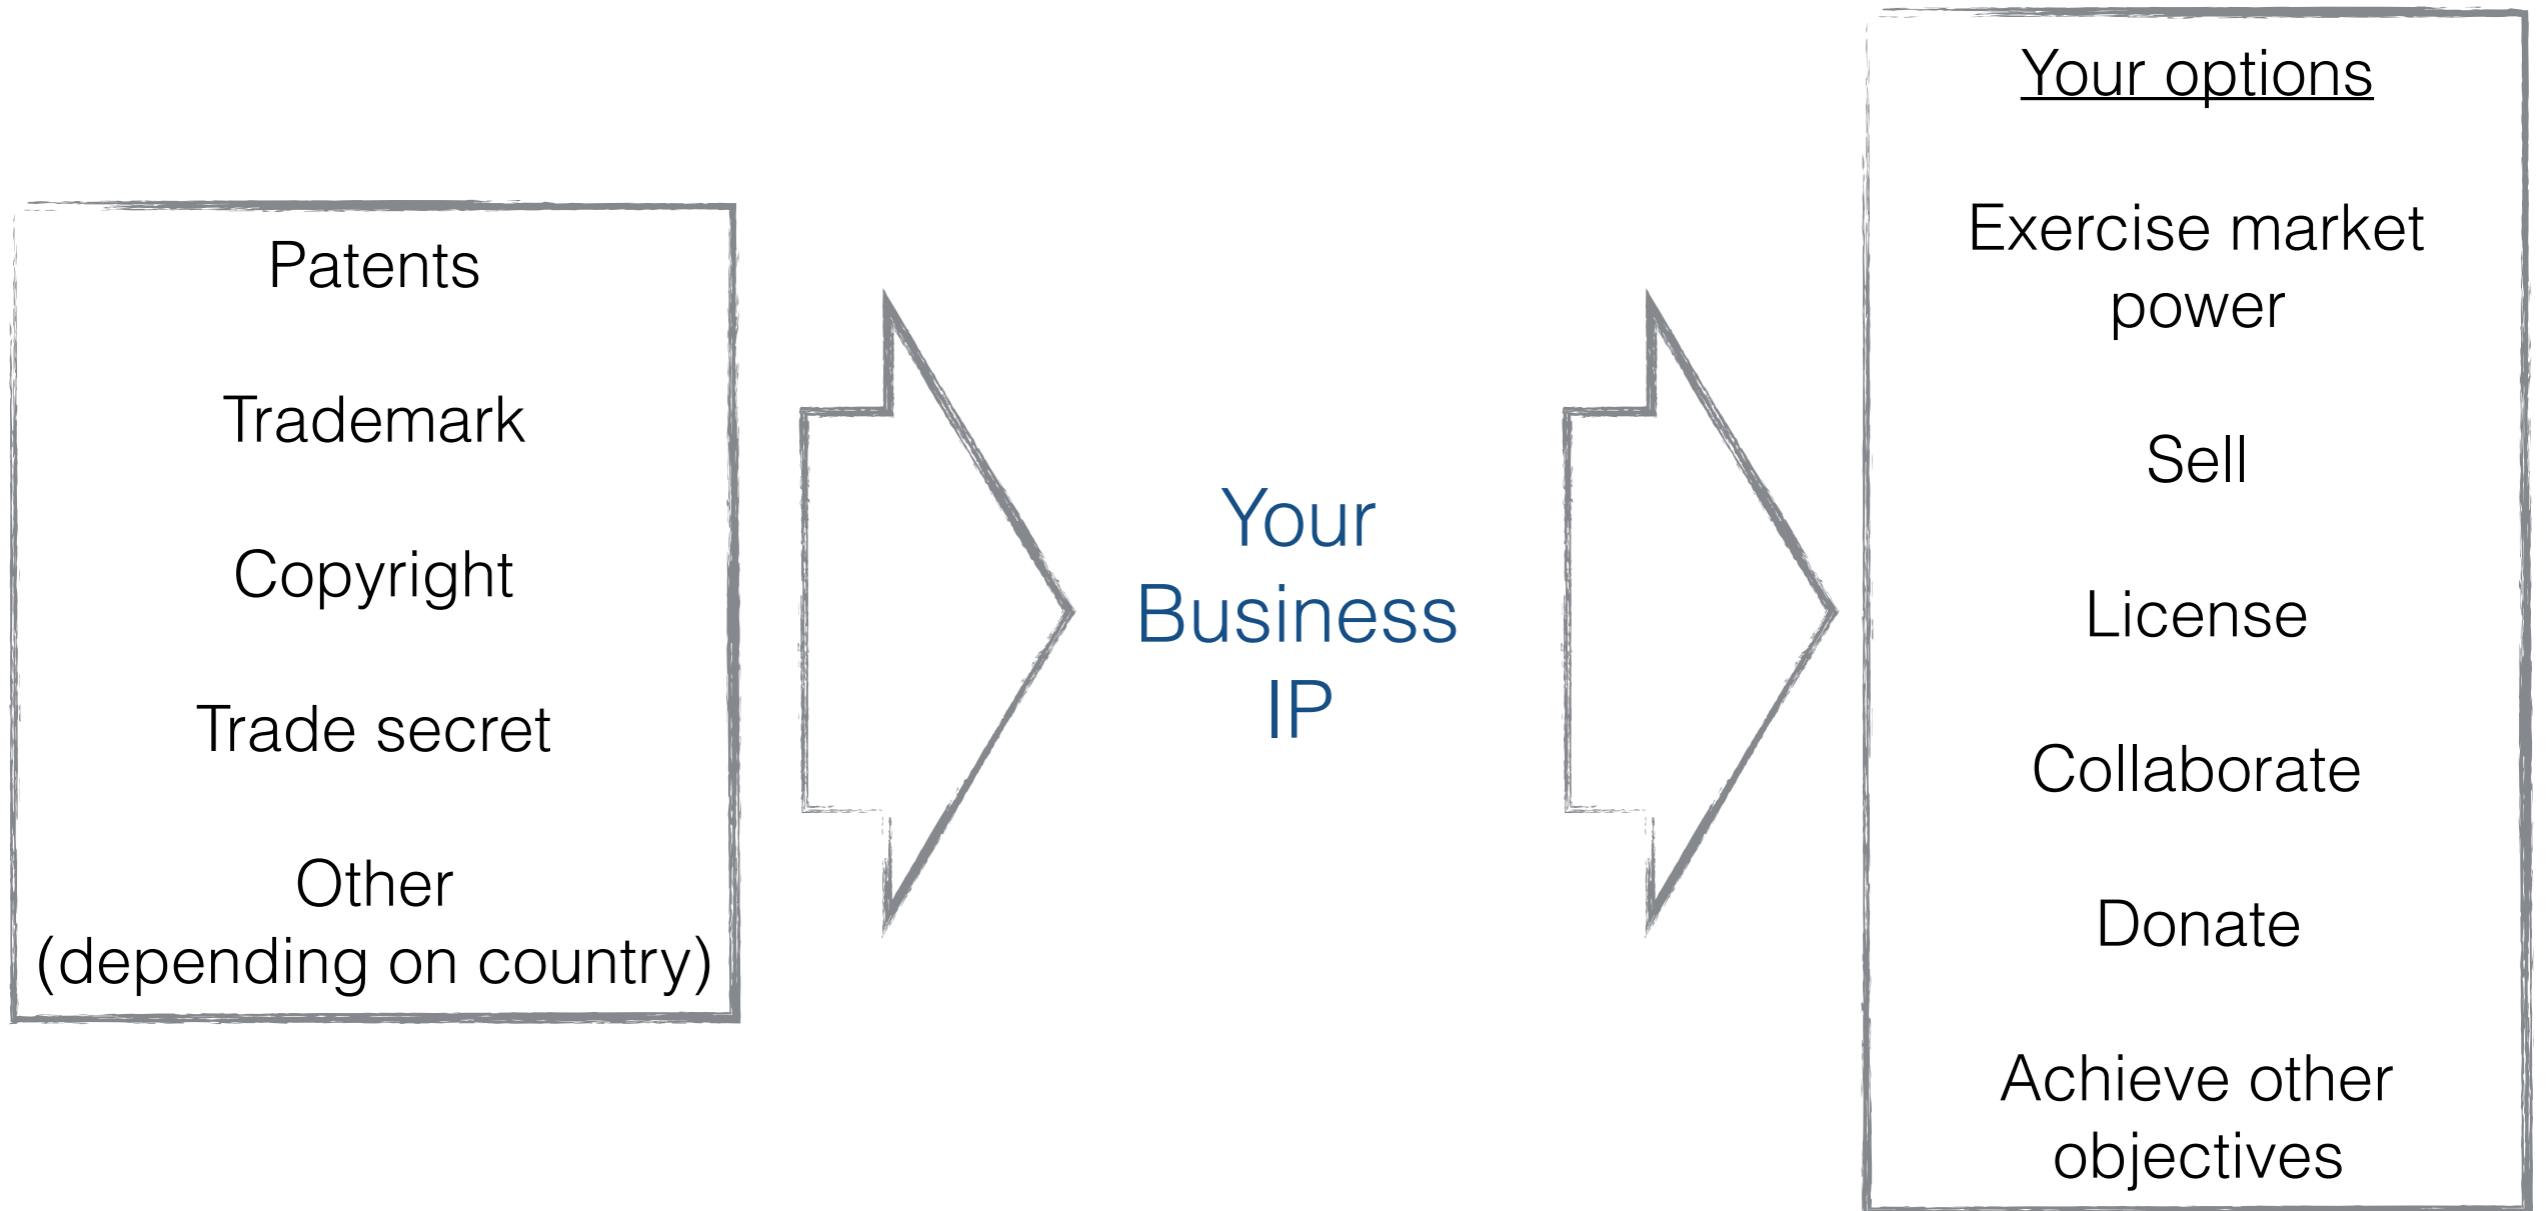 Patents
Trademark
Copyright
Trade secret
Other
(depending on country)
Your
Business
IP
Your options
Exercise market
power
Sell
License
Collaborate
Donate
Achieve other
objectives